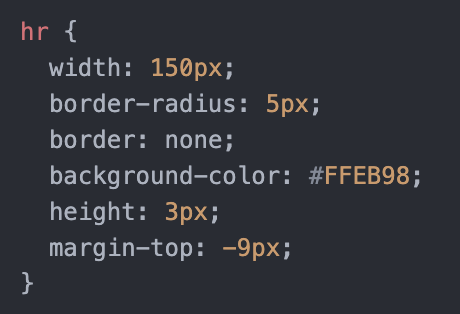 hr {
  width: 150px;
  border-radius: 5px;
  border: none;
  background-color: #FFEB98;
  height: 3px;
  margin-top: -9px;
}